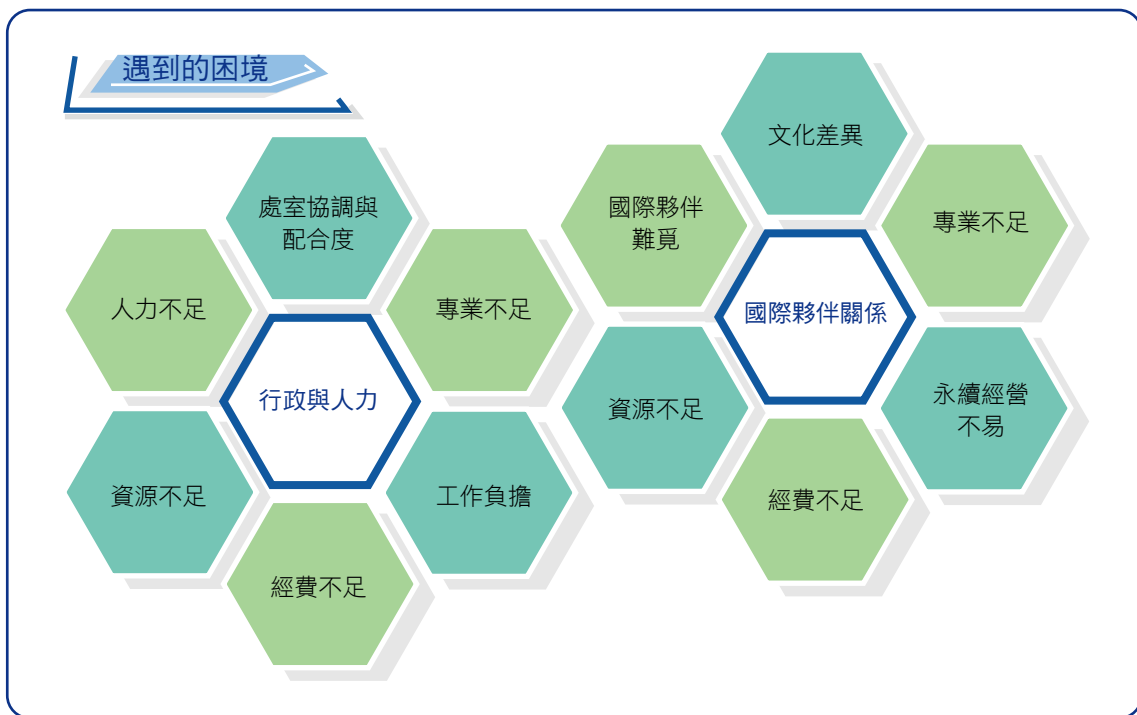 遇到的困境
處室協調與
配合度
人力不足
專業不足
行政與人力
資源不足
工作負擔
經費不足
文化差異
國際夥伴
難覓
專業不足
國際夥伴關係
資源不足
永續經營
不易
經費不足